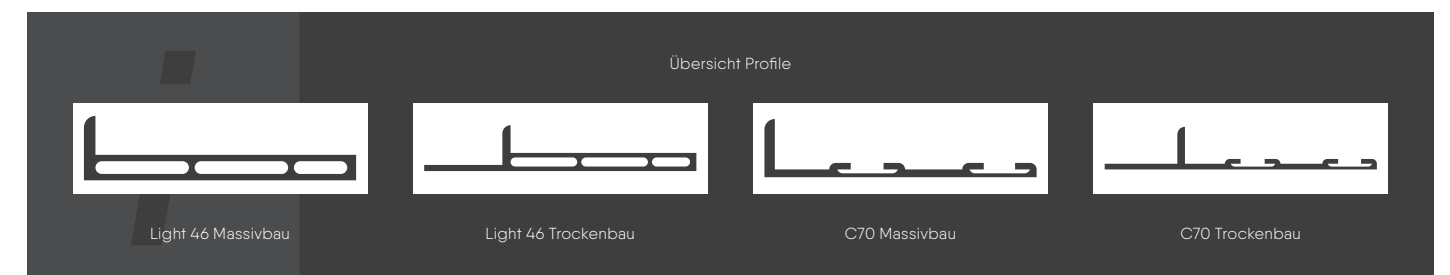 Übersicht Profile
Light 46 Massivbau
Light 46 Trockenbau
C70 Massivbau
C70 Trockenbau